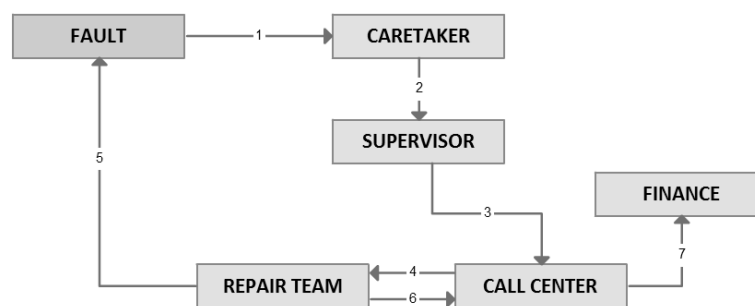 FAULT
1
CARETAKER
2
SUPERVISOR
5
3
FINANCE
7
REPAIR TEAM
4
6
CALL CENTER